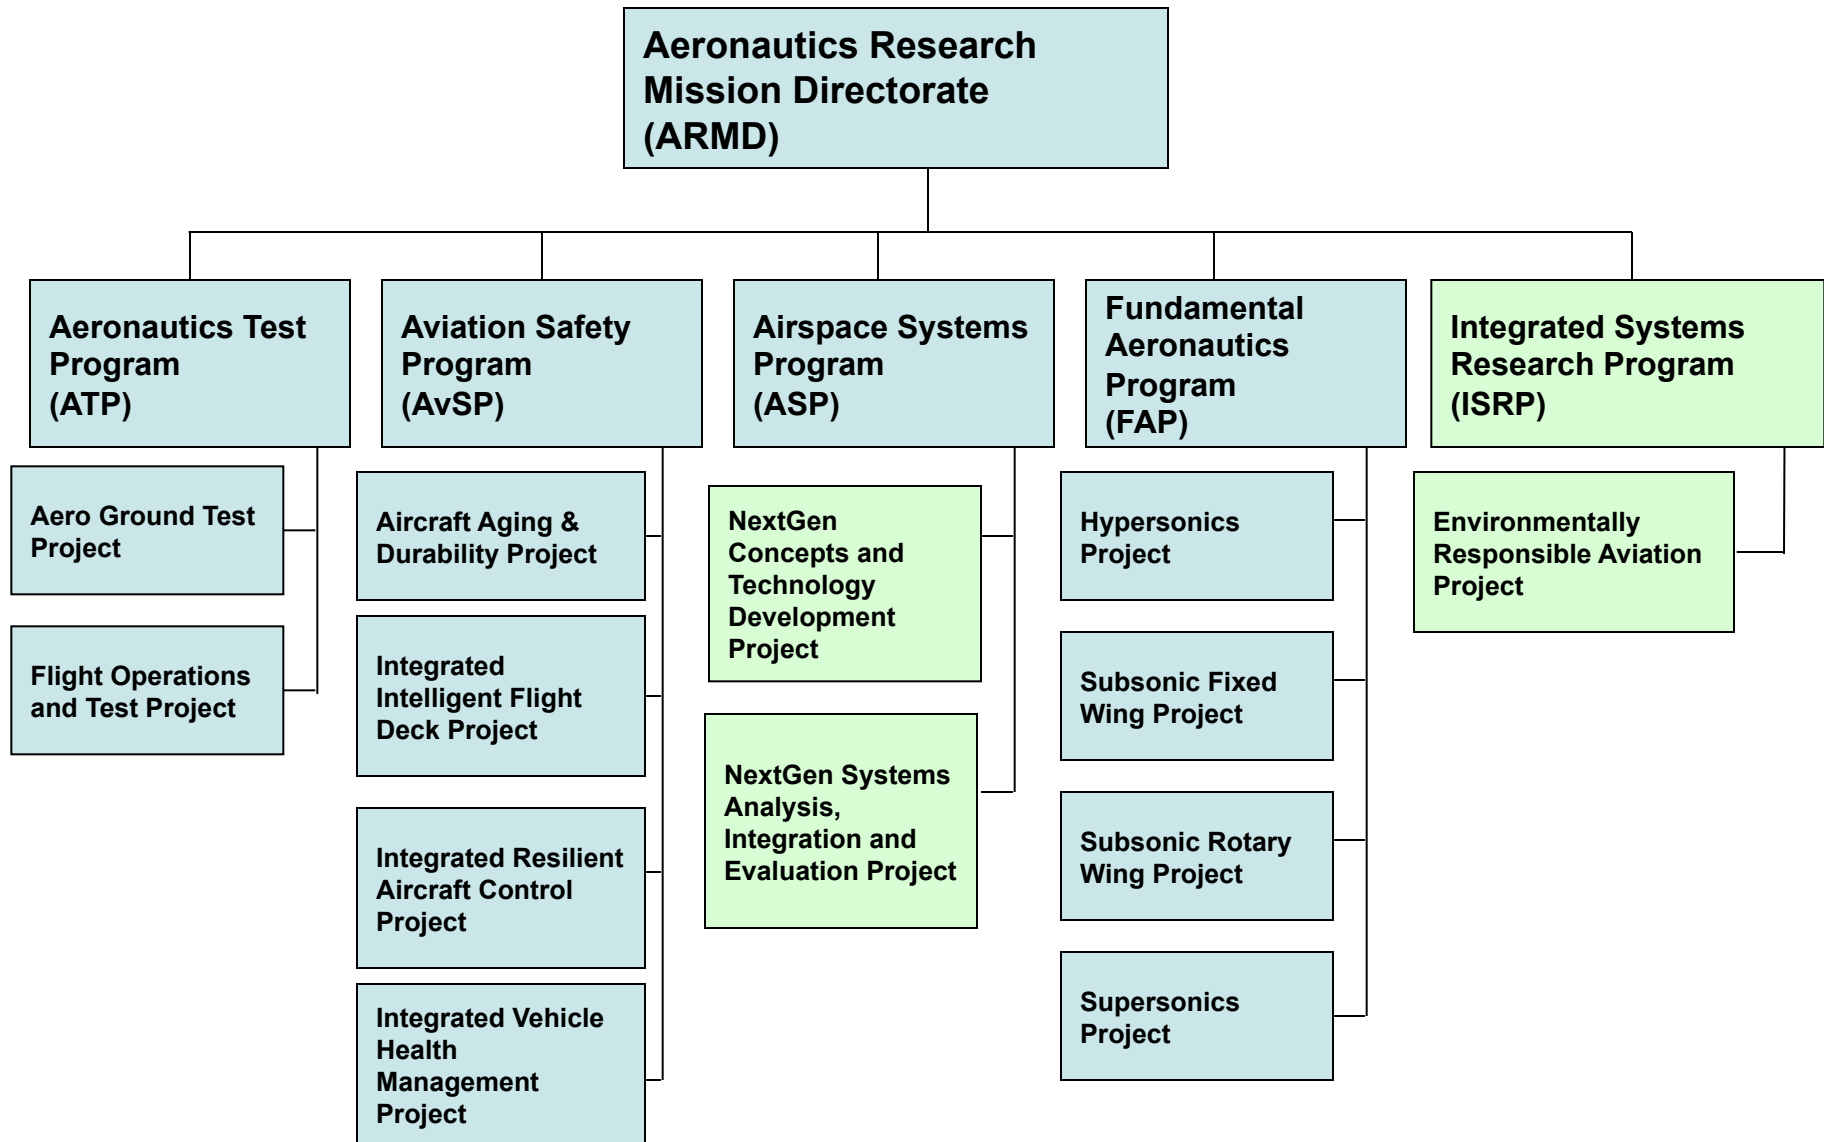 Aeronautics Research
Mission Directorate
(ARMD)
Aeronautics Test
Program
(ATP)
Aviation Safety
Program
(AvSP)
Airspace Systems
Program
(ASP)
Fundamental
Aeronautics
Program
(FAP)
Integrated Systems
Research Program
(ISRP)
Aero Ground Test
Project
Flight Operations
and Test Project
Aircraft Aging &
Durability Project
Integrated
Intelligent Flight
Deck Project
Integrated Resilient
Aircraft Control
Project
Integrated Vehicle
Health
Management
Project
NextGen
Concepts and
Technology
Development
Project
NextGen Systems
Analysis,
Integration and
Evaluation Project
Hypersonics
Project
Subsonic Fixed
Wing Project
Subsonic Rotary
Wing Project
Supersonics
Project
Environmentally
Responsible Aviation
Project